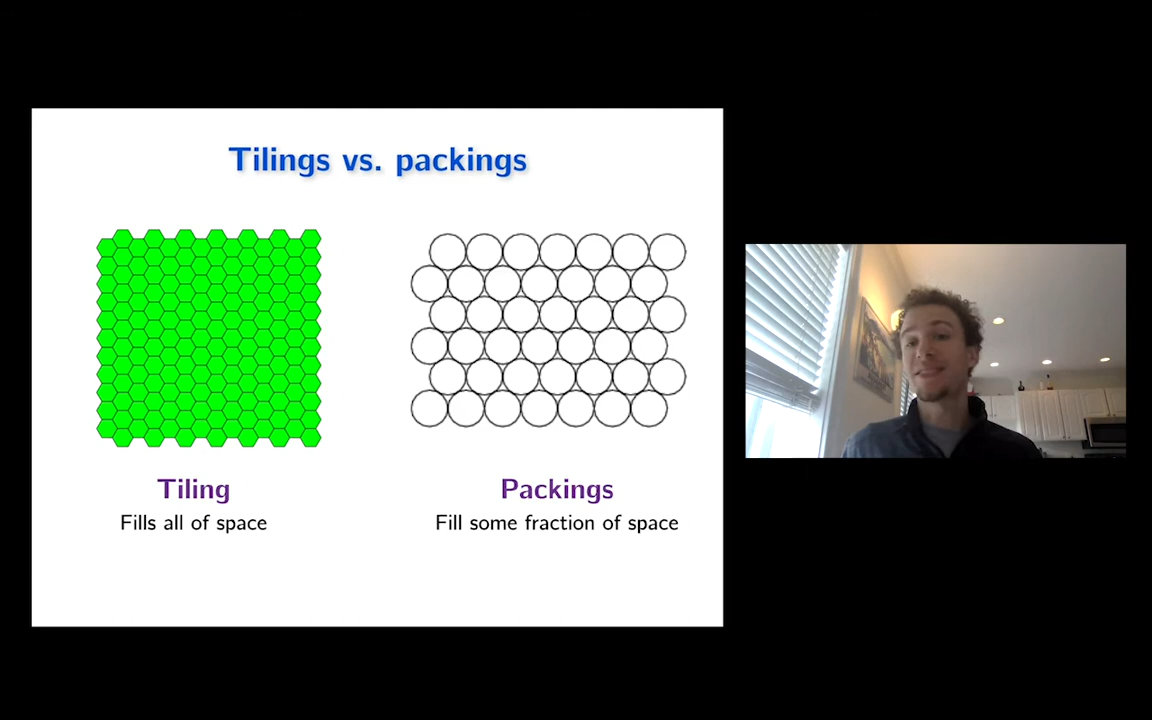 Tilings vs. packings
Tiling
Fills all of space
Packings
Fill some fraction of space